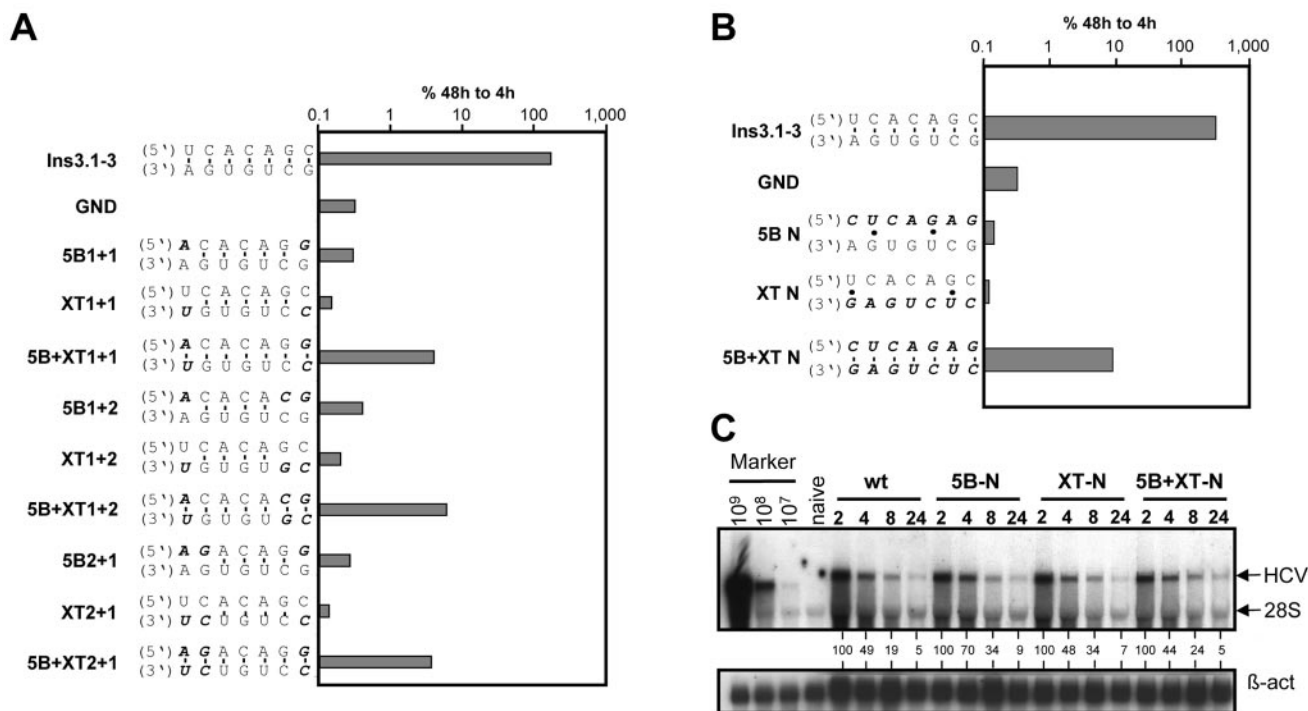 A
% 48h to 4h
0.1 1 10 100 1,000
Ins3.1-3
(5') U C A C A G C
(3') A G U G U C G
GND
5B1+1
(5') A C A C A G G
(3') A G U G U C G
XT1+1
(5') U C A C A G C
(3') U G U G U C C
5B+XT1+1
(5') A C A C A G G
(3') U G U G U C C
5B1+2
(5') A C A C A C G
(3') A G U G U C G
XT1+2
(5') U C A C A G C
(3') U G U G U G C
5B+XT1+2
(5') A C A C A C G
(3') U G U G U G C
5B2+1
(5') A G A C A G G
(3') A G U G U C G
XT2+1
(5') U C A C A G C
(3') U C U G U C C
5B+XT2+1
(5') A G A C A G G
(3') U C U G U C C
B
% 48h to 4h
0.1 1 10 100 1,000
Ins3.1-3
(5') U C A C A G C
(3') A G U G U C G
GND
5B N
(5') C U C A G A G
(3') A G U G U C G
XT N
(5') U C A C A G C
(3') G A G U C U C
5B+XT N
(5') C U C A G A G
(3') G A G U C U C
C
Marker
wt 5B-N XT-N 5B+XT-N
10⁹ 10⁸ 10⁷ naive 2 4 8 24 2 4 8 24 2 4 8 24 2 4 8 24
HCV
28S
100 49 19 5 100 70 34 9 100 48 34 7 100 44 24 5
ß-act